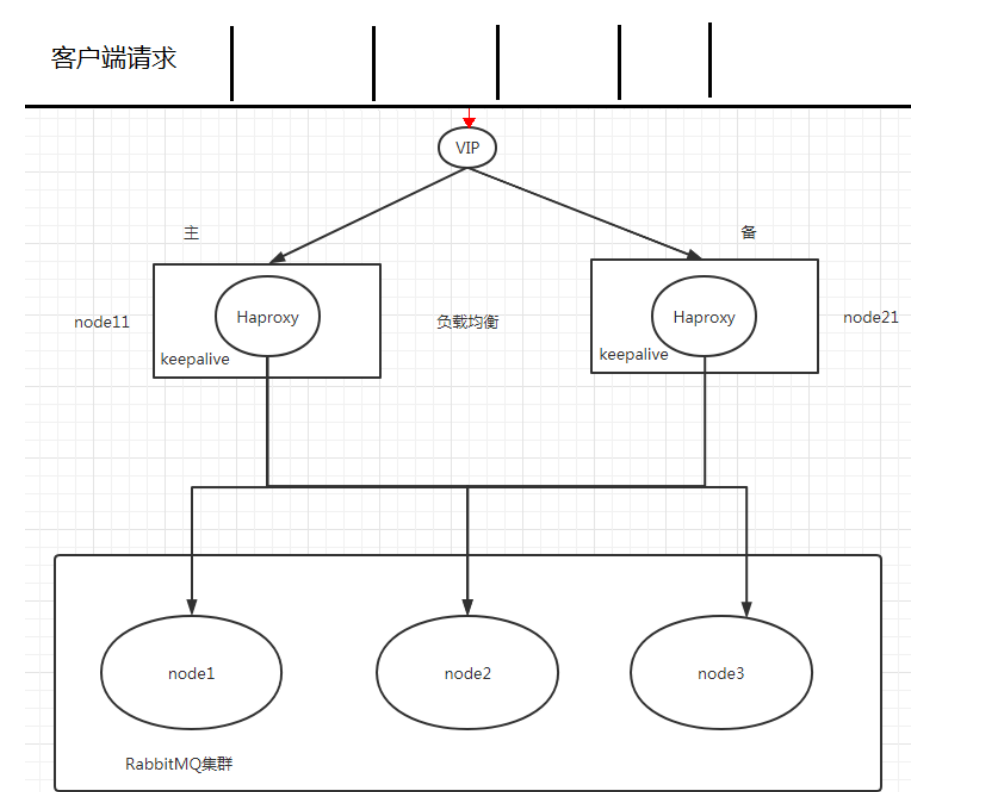 客户端请求
VIP
主
备
node11
Haproxy
keepalive
负载均衡
Haproxy
keepalive
node21
node1
node2
node3
RabbitMQ集群